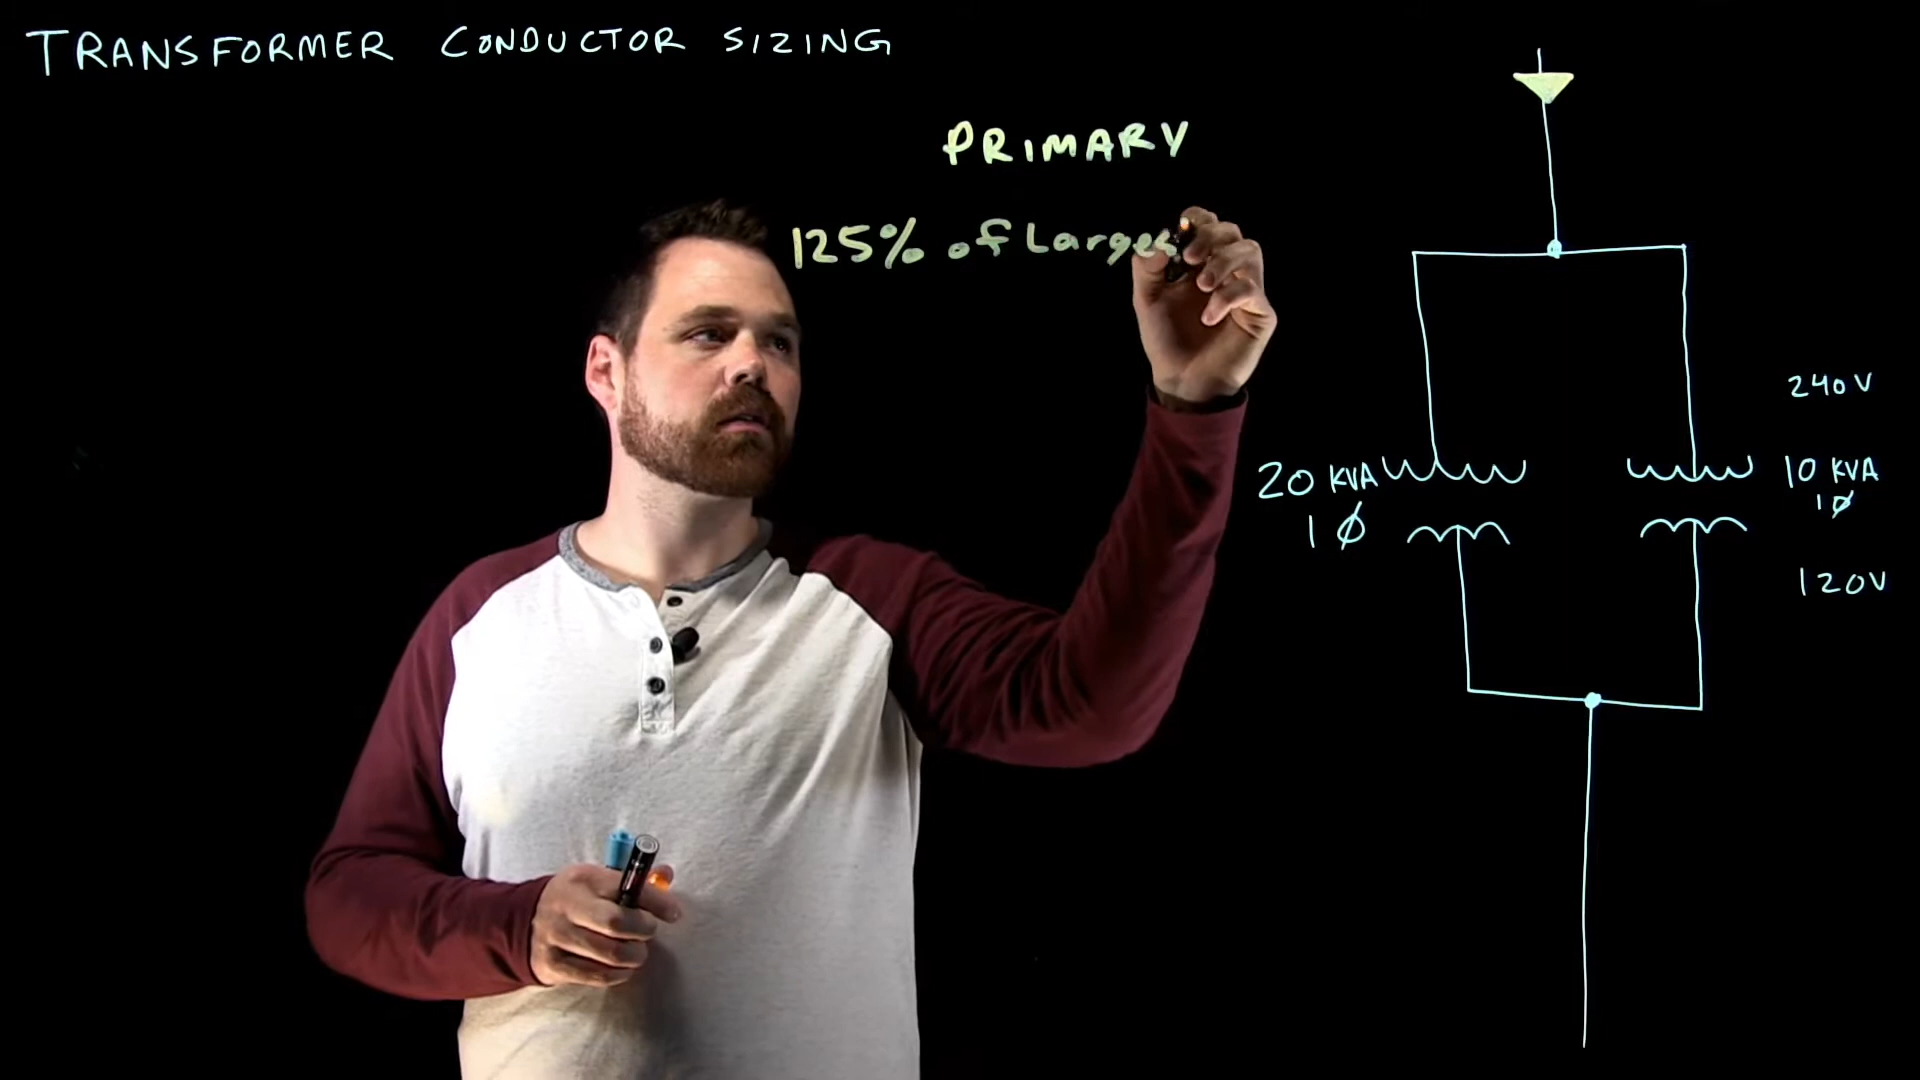 TRANSFORMER CONDUCTOR SIZING
PRIMARY
125% of Larges
240V
20 KVA
1Ø
10 KVA
1Ø
120V